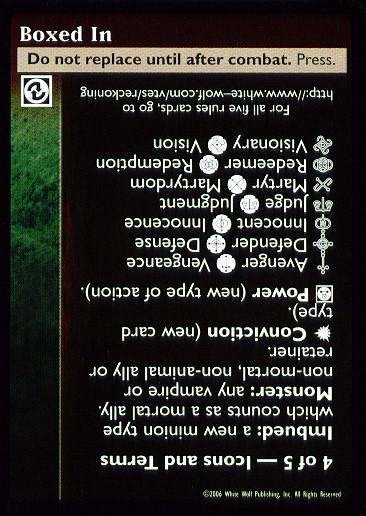 Boxed In
Do not replace until after combat. Press.
4 of 5 — Icons and Terms
Imbued: a new minion type
which counts as a mortal ally.
Monster: any vampire or
non-mortal, non-animal ally or
retainer.
Conviction (new card
type).
Power (new type of action).
Avenger Vengeance
Defender Defense
Innocent Innocence
Judge Judgment
Martyr Martyrdom
Redeemer Redemption
Visionary Vision
For all five rules cards, go to
http://www.white–wolf.com/vtes/reckoning
©2006 White Wolf Publishing, Inc. All Rights Reserved